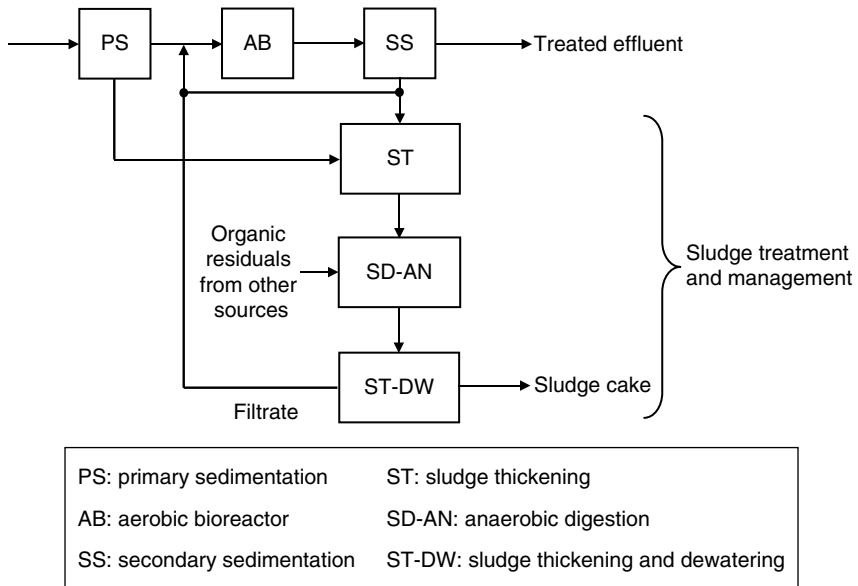 PS
AB
SS
Treated effluent
ST
Organic
residuals
from other
sources
SD-AN
Sludge treatment
and management
ST-DW
Sludge cake
Filtrate
PS: primary sedimentation
ST: sludge thickening
AB: aerobic bioreactor
SD-AN: anaerobic digestion
SS: secondary sedimentation
ST-DW: sludge thickening and dewatering